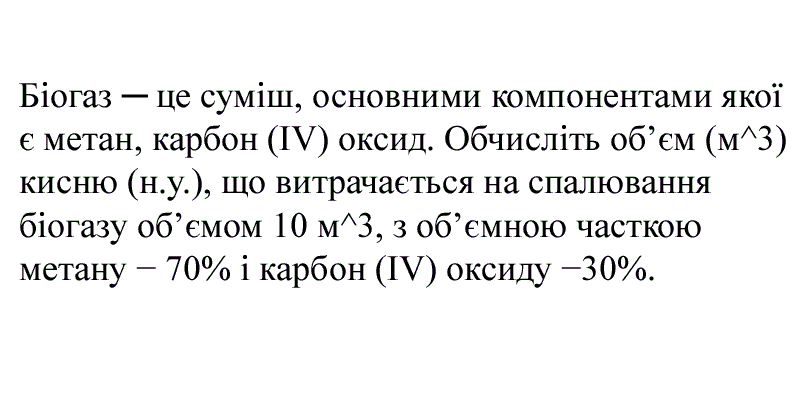 Біогаз — це суміш, основними компонентами якої
є метан, карбон (IV) оксид. Обчисліть об’єм (м^3)
кисню (н.у.), що витрачається на спалювання
біогазу об’ємом 10 м^3, з об’ємною часткою
метану − 70% і карбон (IV) оксиду −30%.